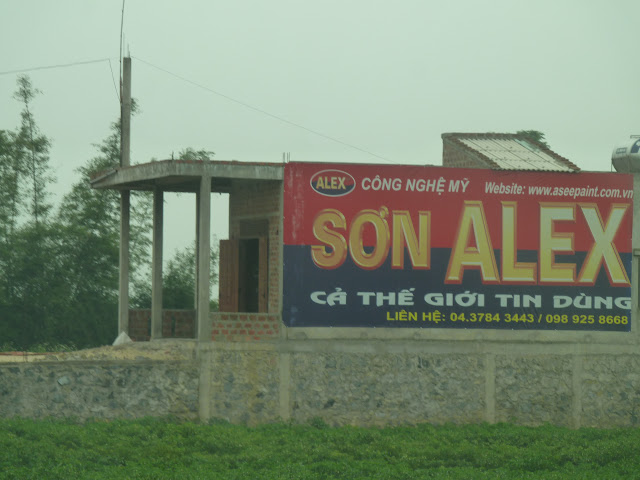 ALEX CÔNG NGHỆ MỸ Website: www.aseepaint.com.vn
SƠN ALEX
CẢ THẾ GIỚI TIN DÙNG
LIÊN HỆ: 04.3784 3443 / 098 925 8668